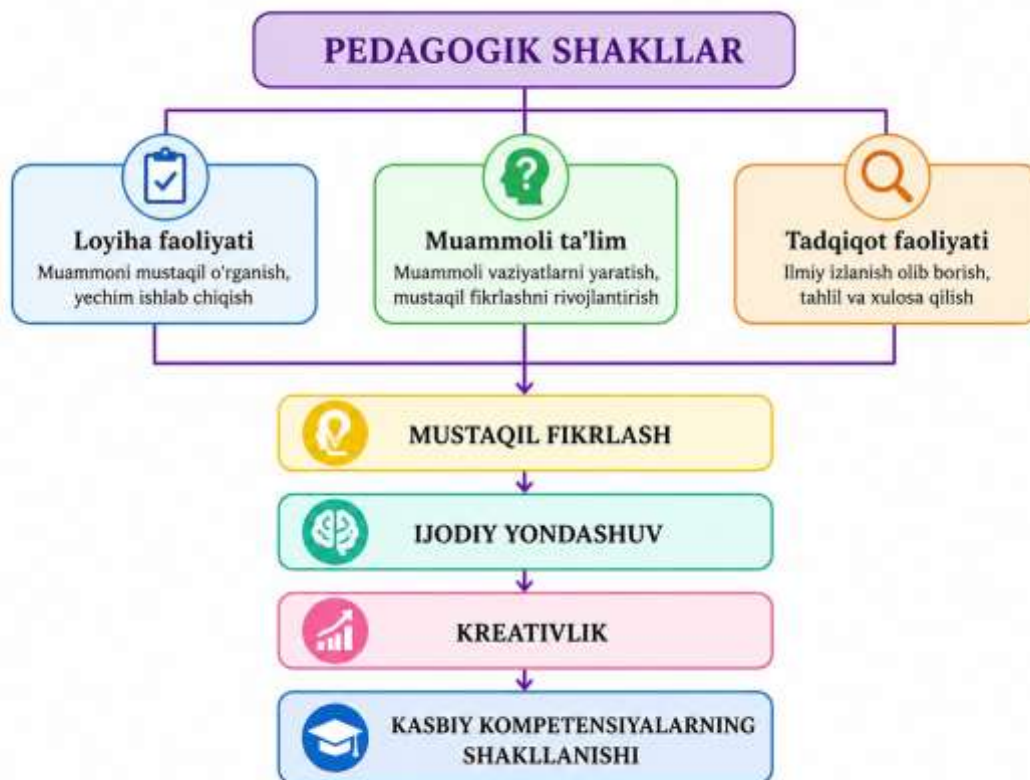 PEDAGOGIK SHAKLLAR
Loyiha faoliyati
Muammoni mustaqil o'rganish,
yechim ishlab chiqish
Muammoli ta'lim
Muammoli vaziyatlarni yaratish,
mustaqil fikrlashni rivojlantirish
Tadqiqot faoliyati
Ilmiy izlanish olib borish,
tahlil va xulosa qilish
MUSTAQIL FIKRLASH
IJODIY YONDASHUV
KREATIVLIK
KASBIY KOMPETENSIYALARNING
SHAKLLANISHI